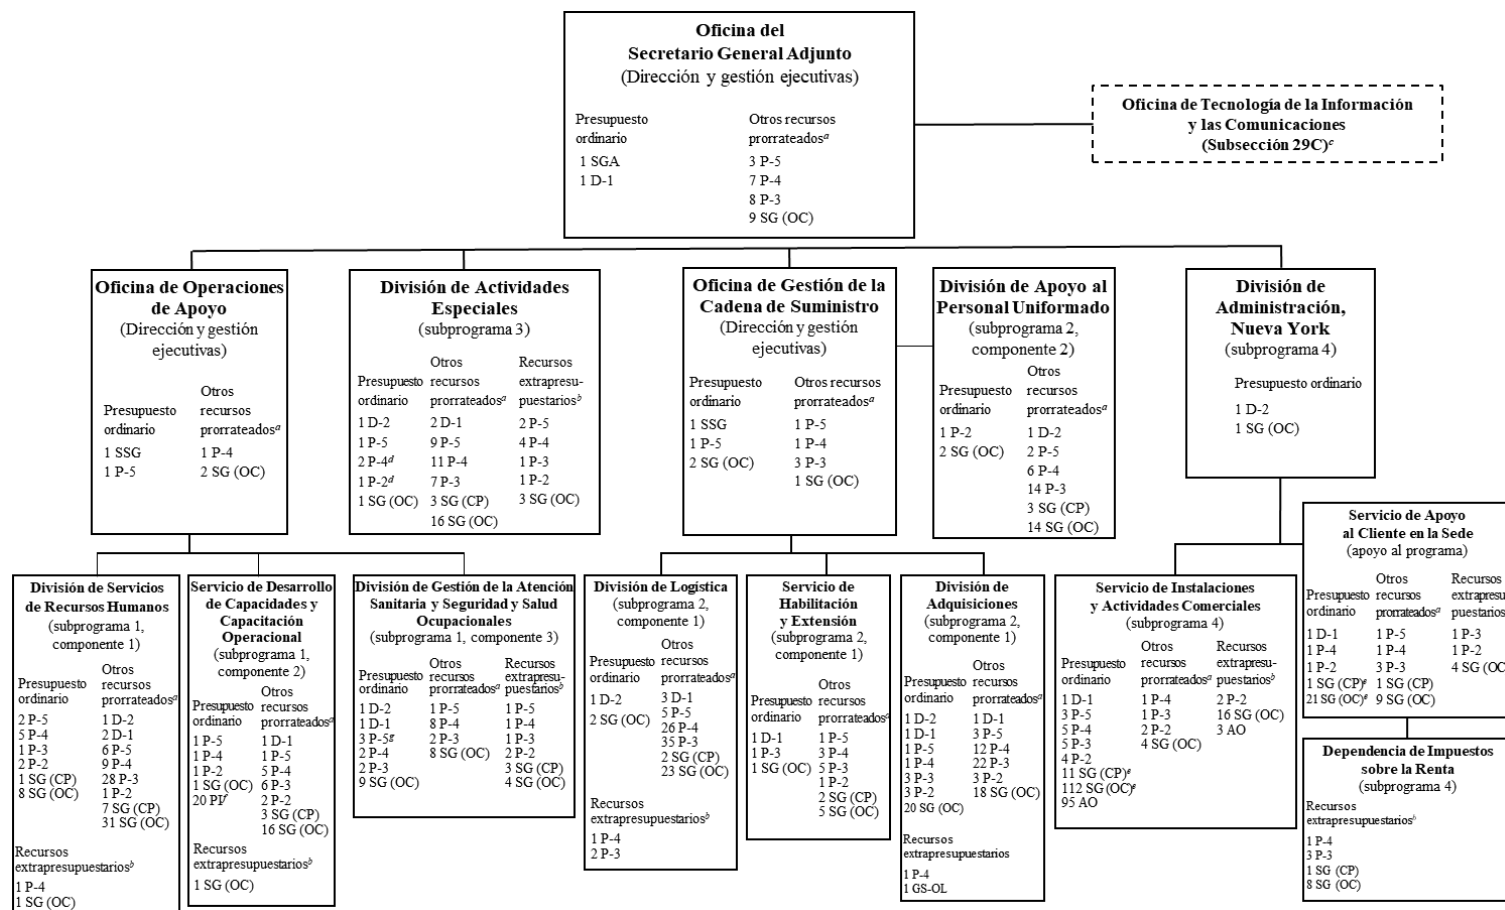 Oficina del
Secretario General Adjunto
(Dirección y gestión ejecutivas)
Presupuesto
ordinario
1 SGA
1 D-1
Otros recursos
prorrateados^a
3 P-5
7 P-4
8 P-3
9 SG (OC)
Oficina de Tecnología de la Información
y las Comunicaciones
(Subsección 29C)^c
Oficina de Operaciones
de Apoyo
(Dirección y gestión
ejecutivas)
Presupuesto
ordinario
1 SSG
1 P-5
Otros
recursos
prorrateados^a
1 P-4
2 SG (OC)
División de Actividades
Especiales
(subprograma 3)
Presupuesto
ordinario
1 D-2
1 P-5
2 P-4^d
1 P-2^d
1 SG (OC)
Otros
recursos
prorrateados^a
2 D-1
9 P-5
11 P-4
7 P-3
3 SG (CP)
16 SG (OC)
Recursos
extrapresu-
puestarios^b
2 P-5
4 P-4
1 P-3
1 P-2
3 SG (OC)
Oficina de Gestión de la
Cadena de Suministro
(Dirección y gestión
ejecutivas)
Presupuesto
ordinario
1 SSG
1 P-5
2 SG (OC)
Otros recursos
prorrateados^a
1 P-5
1 P-4
3 P-3
1 SG (OC)
División de Apoyo al
Personal Uniformado
(subprograma 2,
componente 2)
Presupuesto
ordinario
1 P-2
2 SG (OC)
Otros
recursos
prorrateados^a
1 D-2
2 P-5
6 P-4
14 P-3
3 SG (CP)
14 SG (OC)
División de
Administración,
Nueva York
(subprograma 4)
Presupuesto ordinario
1 D-2
1 SG (OC)
División de Servicios
de Recursos Humanos
(subprograma 1,
componente 1)
Presupuesto
ordinario
2 P-5
5 P-4
1 P-3
2 P-2
1 SG (CP)
8 SG (OC)
Otros
recursos
prorrateados^a
1 D-2
2 D-1
6 P-5
9 P-4
28 P-3
1 P-2
7 SG (CP)
31 SG (OC)
Recursos
extrapresupuestarios^b
1 P-4
1 SG (OC)
Servicio de Desarrollo
de Capacidades y
Capacitación
Operacional
(subprograma 1,
componente 2)
Presupuesto
ordinario
1 P-5
1 P-4
1 P-2
1 SG (OC)
20 PI^f
Otros
recursos
prorrateados^a
1 D-1
1 P-5
5 P-4
6 P-3
2 P-2
3 SG (CP)
16 SG (OC)
Recursos
extrapresupuestarios^b
1 SG (OC)
División de Gestión de la Atención
Sanitaria y Seguridad y Salud
Ocupacionales
(subprograma 1, componente 3)
Presupuesto
ordinario
1 D-2
1 D-1
3 P-5^g
2 P-4
2 P-3
9 SG (OC)
Otros
recursos
prorrateados^a
1 P-5
8 P-4
2 P-3
8 SG (OC)
Recursos
extrapresu-
puestarios^b
1 P-5
1 P-4
1 P-3
2 P-2
3 SG (CP)
4 SG (OC)
División de Logística
(subprograma 2,
componente 1)
Presupuesto
ordinario
1 D-2
2 SG (OC)
Otros
recursos
prorrateados^a
3 D-1
5 P-5
26 P-4
35 P-3
2 SG (CP)
23 SG (OC)
Recursos
extrapresupuestarios^b
1 P-4
2 P-3
Servicio de
Habilitación
y Extensión
(subprograma 2,
componente 1)
Presupuesto
ordinario
1 D-1
1 P-3
1 SG (OC)
Otros
recursos
prorrateados^a
1 P-5
3 P-4
5 P-3
1 P-2
2 SG (CP)
5 SG (OC)
División de
Adquisiciones
(subprograma 2,
componente 1)
Presupuesto
ordinario
1 D-2
1 D-1
1 P-5
1 P-4
3 P-3
3 P-2
20 SG (OC)
Otros
recursos
prorrateados^a
1 D-1
3 P-5
12 P-4
22 P-3
3 P-2
18 SG (OC)
Recursos
extrapresupuestarios
1 P-4
1 GS-OL
Servicio de Instalaciones
y Actividades Comerciales
(subprograma 4)
Presupuesto
ordinario
1 D-1
3 P-5
5 P-4
5 P-3
4 P-2
11 SG (CP)^e
112 SG (OC)^e
95 AO
Otros
recursos
prorrateados^a
1 P-4
1 P-3
2 P-2
4 SG (OC)
Recursos
extrapresu-
puestarios^b
2 P-2
16 SG (OC)
3 AO
Servicio de Apoyo
al Cliente en la Sede
(apoyo al programa)
Presupuesto
ordinario
1 D-1
1 P-4
1 P-2
1 SG (CP)^e
21 SG (OC)^e
Otros
recursos
prorrateados^a
1 P-5
1 P-4
3 P-3
1 SG (CP)
9 SG (OC)
Recursos
extrapresu
puestarios
1 P-3
1 P-2
4 SG (OC
Dependencia de Impuestos
sobre la Renta
(subprograma 4)
Recursos
extrapresupuestarios^b
1 P-4
3 P-3
1 SG (CP)
8 SG (OC)